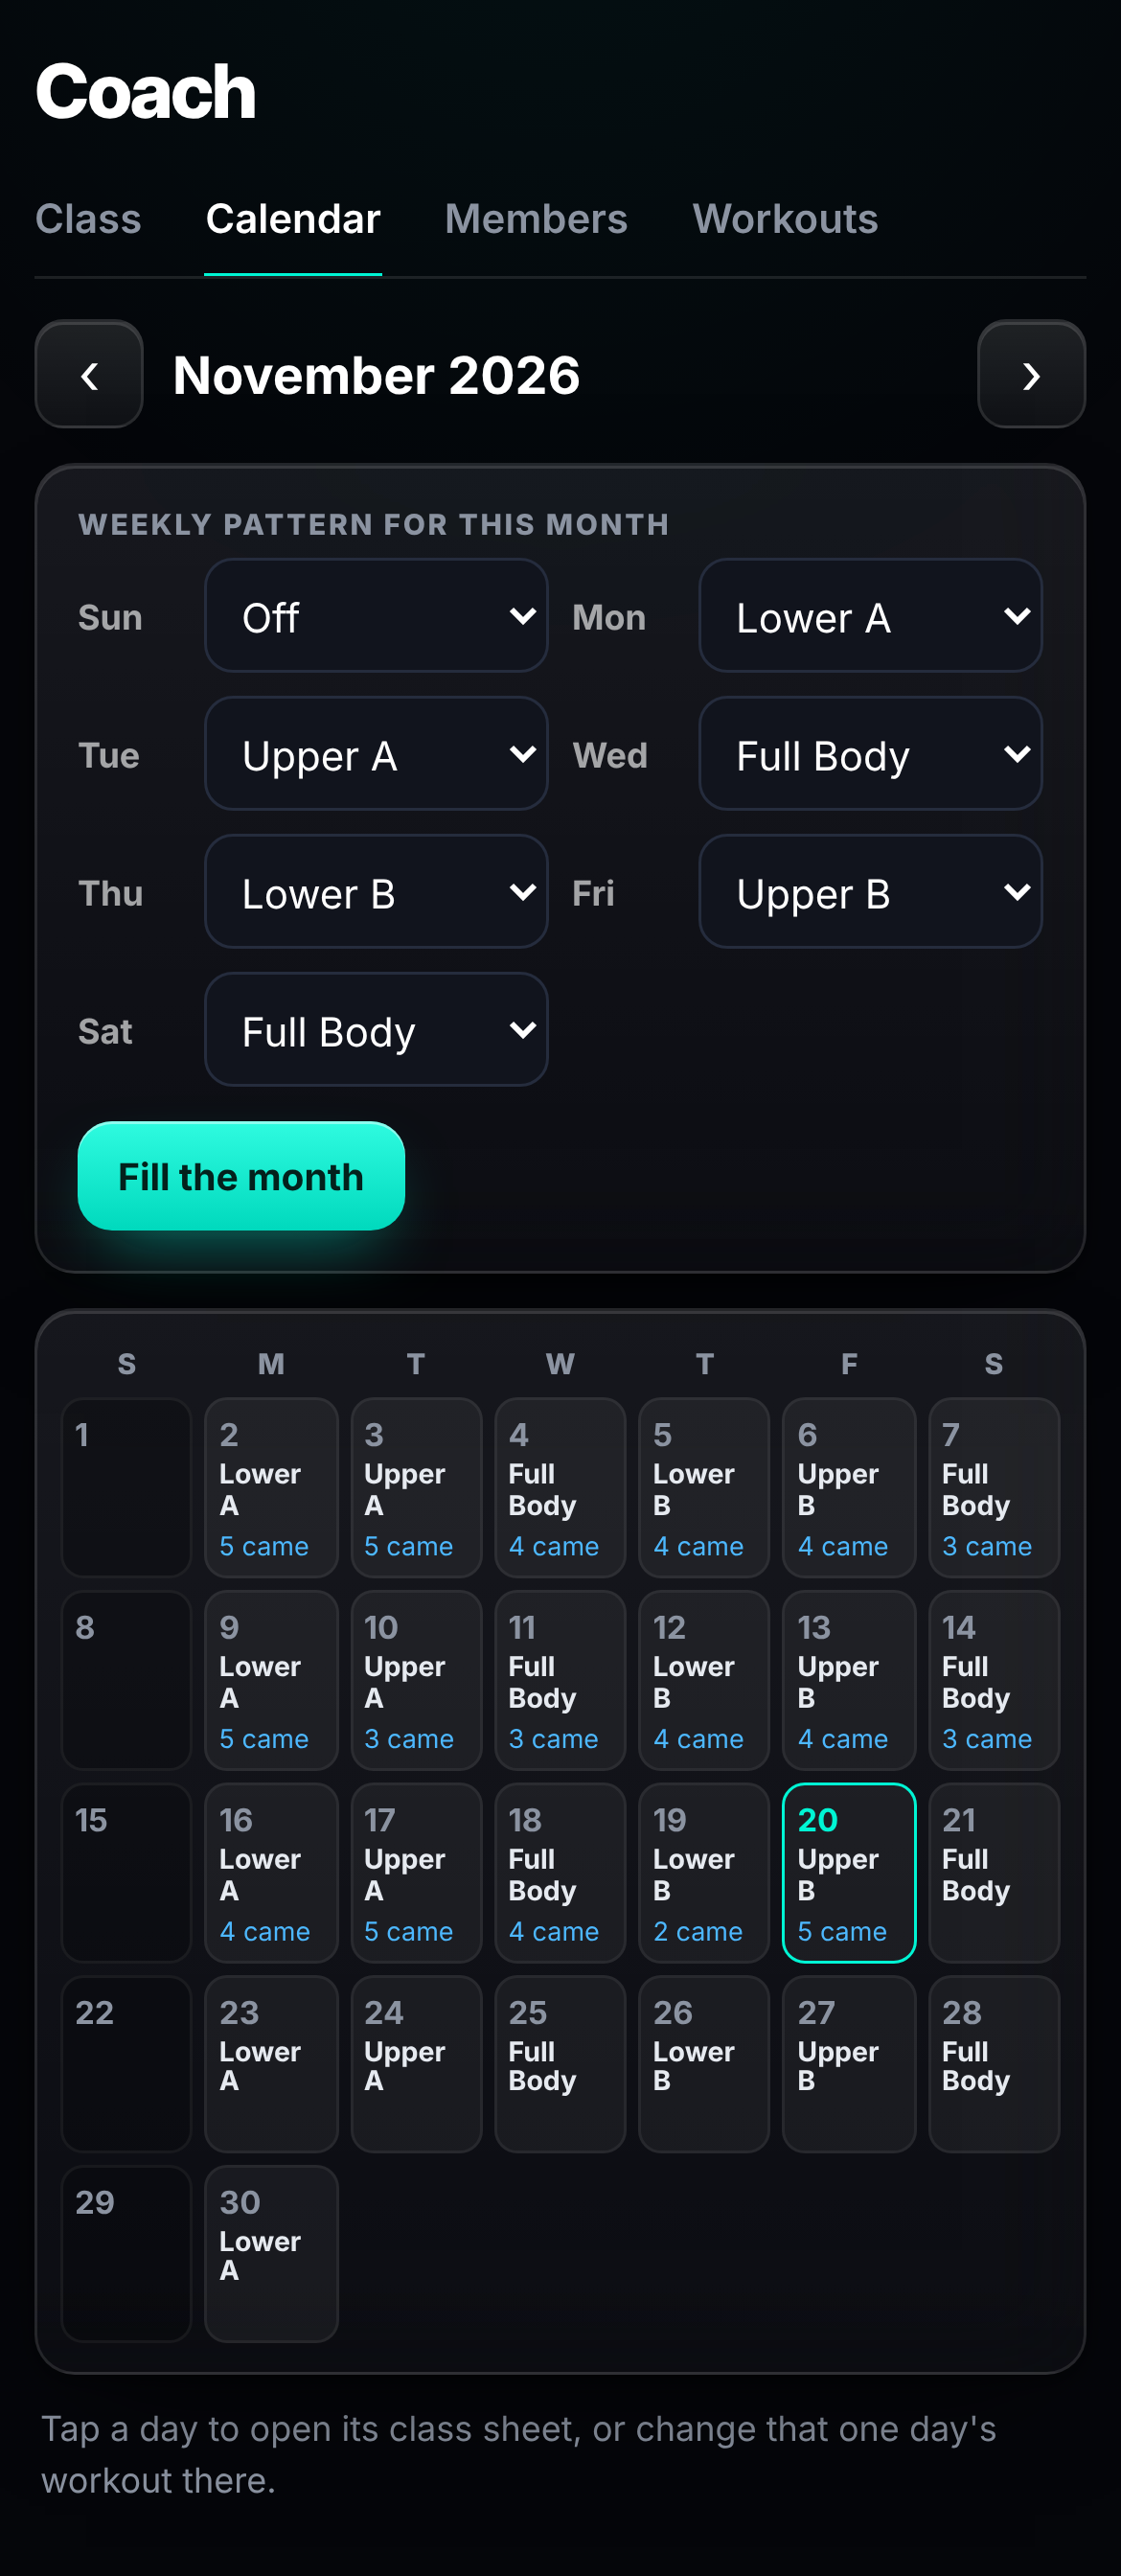 Coach
Class Calendar Members Workouts
‹ November 2026 ›
WEEKLY PATTERN FOR THIS MONTH
Sun Off Mon Lower A
Tue Upper A Wed Full Body
Thu Lower B Fri Upper B
Sat Full Body
Fill the month
S M T W T F S
1 2 3 4 5 6 7
Lower Upper Full Lower Upper Full
A A Body B B Body
5 came 5 came 4 came 4 came 4 came 3 came
8 9 10 11 12 13 14
Lower Upper Full Lower Upper Full
A A Body B B Body
5 came 3 came 3 came 4 came 4 came 3 came
15 16 17 18 19 20 21
Lower Upper Full Lower Upper Full
A A Body B B Body
4 came 5 came 4 came 2 came 5 came
22 23 24 25 26 27 28
Lower Upper Full Lower Upper Full
A A Body B B Body
29 30
Lower
A
Tap a day to open its class sheet, or change that one day's
workout there.